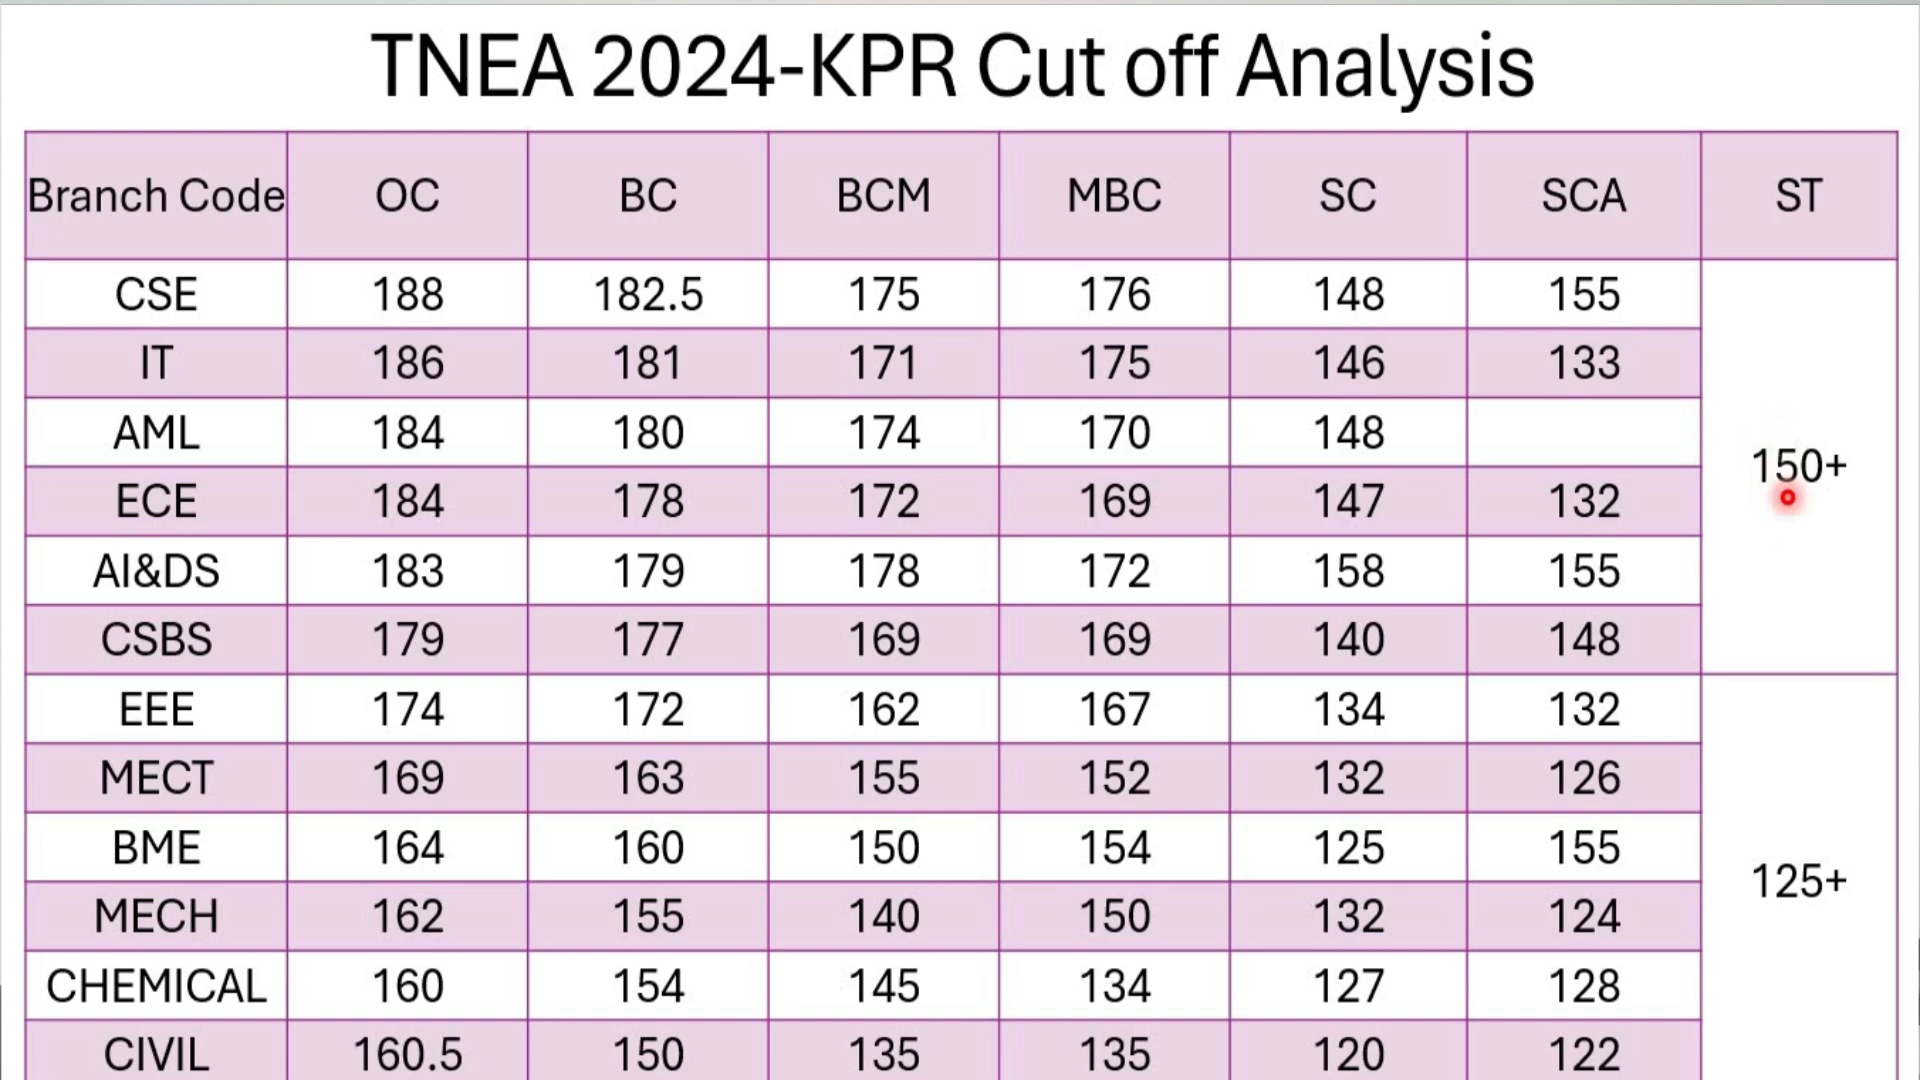 TNEA 2024-KPR Cut off Analysis
Branch Code OC BC BCM MBC SC SCA ST
CSE 188 182.5 175 176 148 155
IT 186 181 171 175 146 133
AML 184 180 174 170 148
150+
ECE 184 178 172 169 147 132
AI&DS 183 179 178 172 158 155
CSBS 179 177 169 169 140 148
EEE 174 172 162 167 134 132
MECT 169 163 155 152 132 126
BME 164 160 150 154 125 155
125+
MECH 162 155 140 150 132 124
CHEMICAL 160 154 145 134 127 128
CIVIL 160.5 150 135 135 120 122